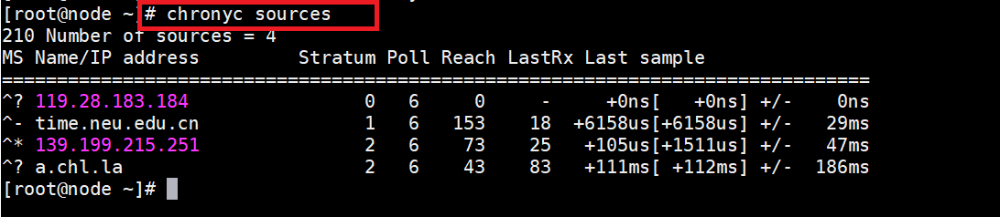 [root@node ~]# chronyc sources
210 Number of sources = 4
MS Name/IP address         Stratum Poll Reach LastRx Last sample
===============================================================================
^? 119.28.183.184                0   6     0     -     +0ns[   +0ns] +/-    0ns
^- time.neu.edu.cn               1   6   153    18  +6158us[+6158us] +/-   29ms
^* 139.199.215.251               2   6    73    25   +105us[+1511us] +/-   47ms
^? a.chl.la                      2   6    43    83   +111ms[ +112ms] +/-  186ms
[root@node ~]#